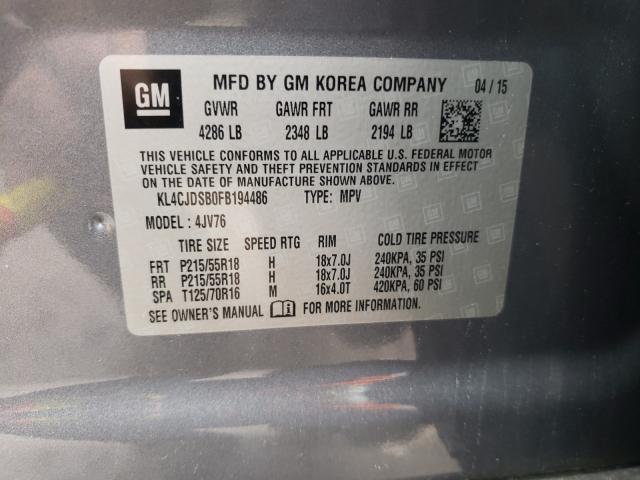 GM MFD BY GM KOREA COMPANY 04 / 15
GVWR GAWR FRT GAWR RR
4286 LB 2348 LB 2194 LB
THIS VEHICLE CONFORMS TO ALL APPLICABLE U.S. FEDERAL MOTOR
VEHICLE SAFETY AND THEFT PREVENTION STANDARDS IN EFFECT
ON THE DATE OF MANUFACTURE SHOWN ABOVE.
KL4CJDSB0FB194486 TYPE: MPV
MODEL : 4JV76
TIRE SIZE SPEED RTG RIM COLD TIRE PRESSURE
FRT P215/55R18 H 18x7.0J 240KPA, 35 PSI
RR P215/55R18 H 18x7.0J 240KPA, 35 PSI
SPA T125/70R16 M 16x4.0T 420KPA, 60 PSI
SEE OWNER'S MANUAL FOR MORE INFORMATION.